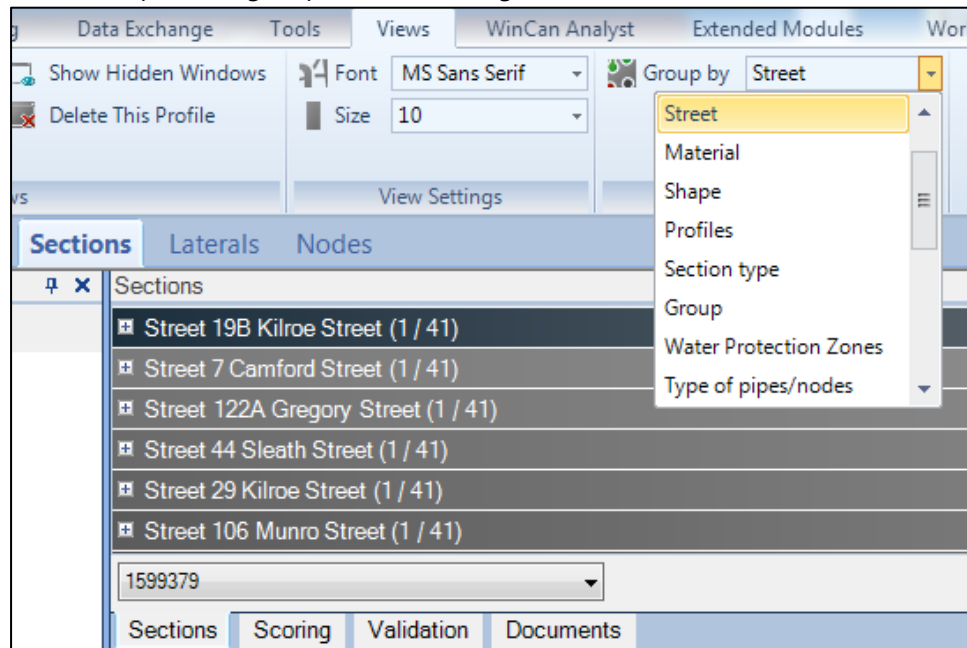 g Data Exchange Tools Views WinCan Analyst Extended Modules Wor
Show Hidden Windows Font MS Sans Serif Group by Street
Delete This Profile Size 10 Street
Material
Shape
vs View Settings
Profiles
Sections Laterals Nodes
Section type
Sections
Group
Street 19B Kilroe Street (1 / 41)
Water Protection Zones
Street 7 Camford Street (1 / 41)
Type of pipes/nodes
Street 122A Gregory Street (1 / 41)
Street 44 Sleath Street (1 / 41)
Street 29 Kilroe Street (1 / 41)
Street 106 Munro Street (1 / 41)
1599379
Sections Scoring Validation Documents